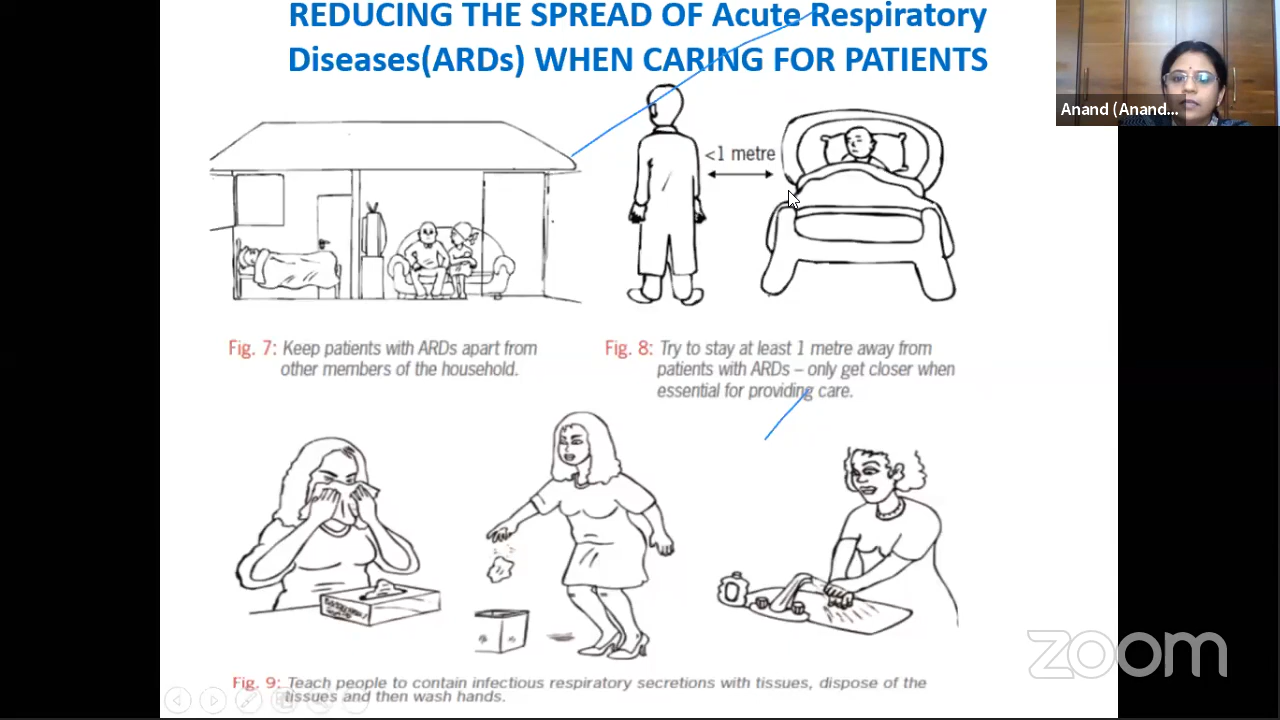 REDUCING THE SPREAD OF Acute Respiratory
Diseases(ARDs) WHEN CARING FOR PATIENTS
Anand (Anand...
<1 metre
Fig. 7: Keep patients with ARDs apart from
other members of the household.
Fig. 8: Try to stay at least 1 metre away from
patients with ARDs – only get closer when
essential for providing care.
Fig. 9: Teach people to contain infectious respiratory secretions with tissues, dispose of the
tissues and then wash hands.
zoom